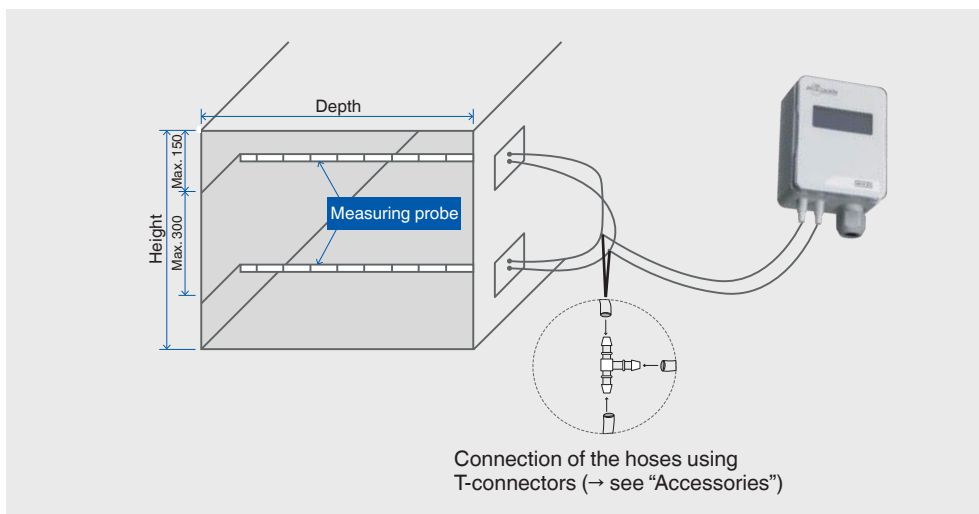 Depth
Height
Max. 150
Max. 300
Measuring probe
Connection of the hoses using
T-connectors (→ see “Accessories”)